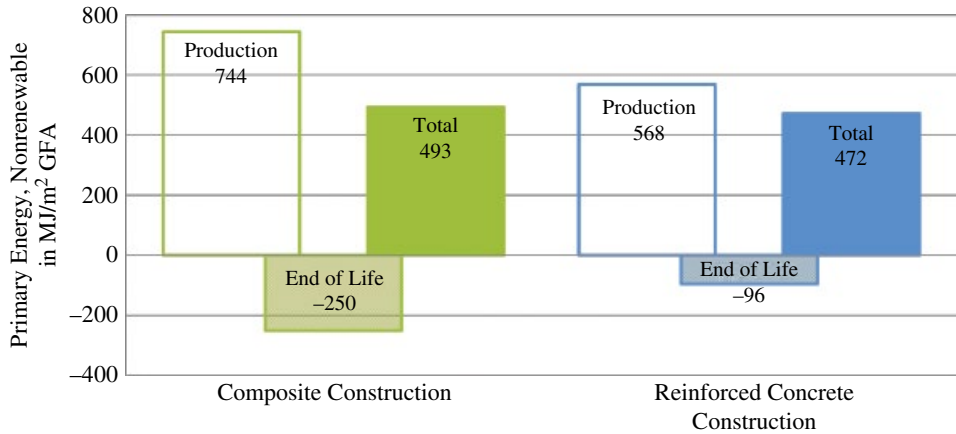 Primary Energy, Nonrenewable
in MJ/m² GFA
800
600
400
200
0
–200
–400
Production
744
Total
493
End of Life
–250
Production
568
Total
472
End of Life
–96
Composite Construction
Reinforced Concrete
Construction